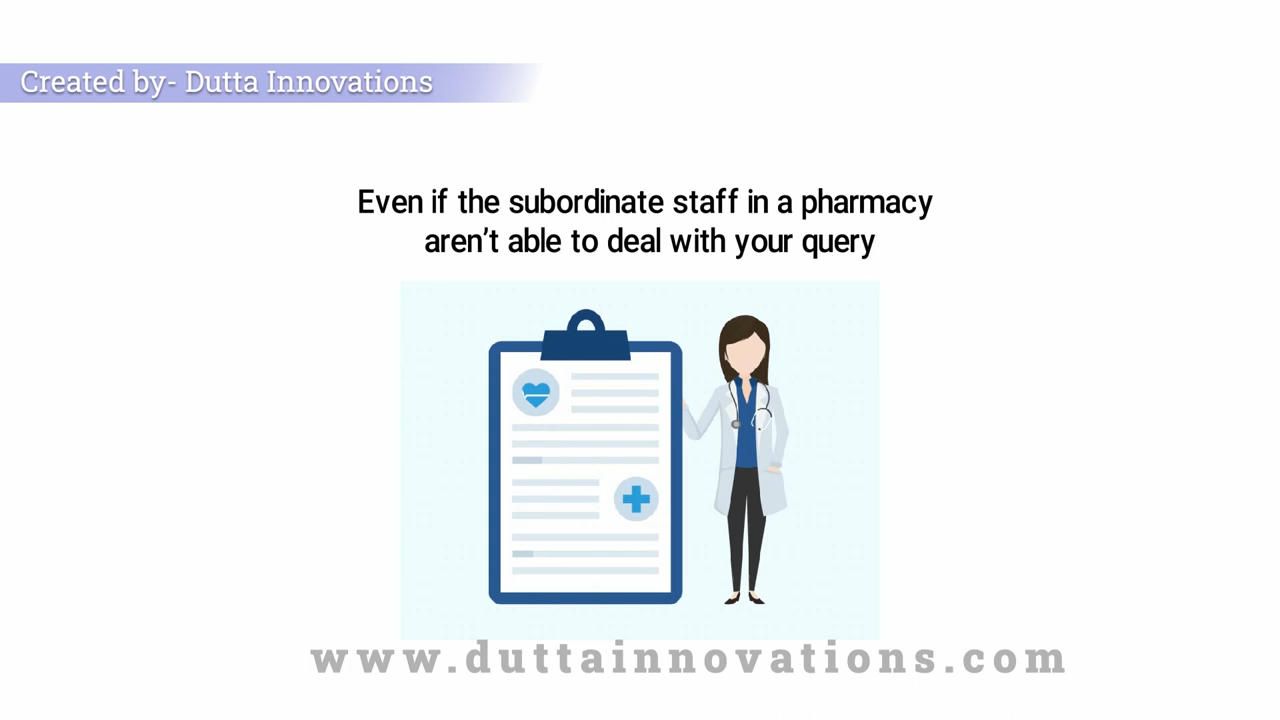 Created by- Dutta Innovations
Even if the subordinate staff in a pharmacy
aren't able to deal with your query
www.duttainnovations.com